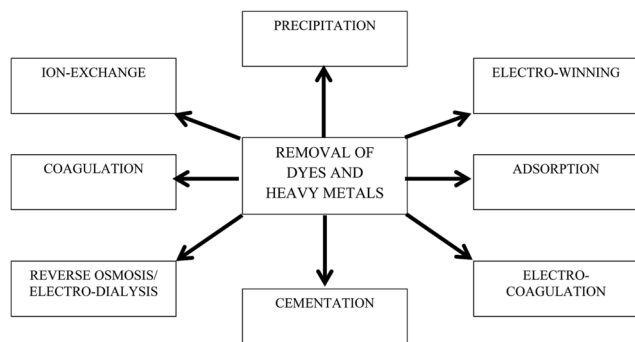 PRECIPITATION
ION-EXCHANGE
ELECTRO-WINNING
REMOVAL OF
DYES AND
HEAVY METALS
COAGULATION
ADSORPTION
REVERSE OSMOSIS/
ELECTRO-DIALYSIS
ELECTRO-
COAGULATION
CEMENTATION